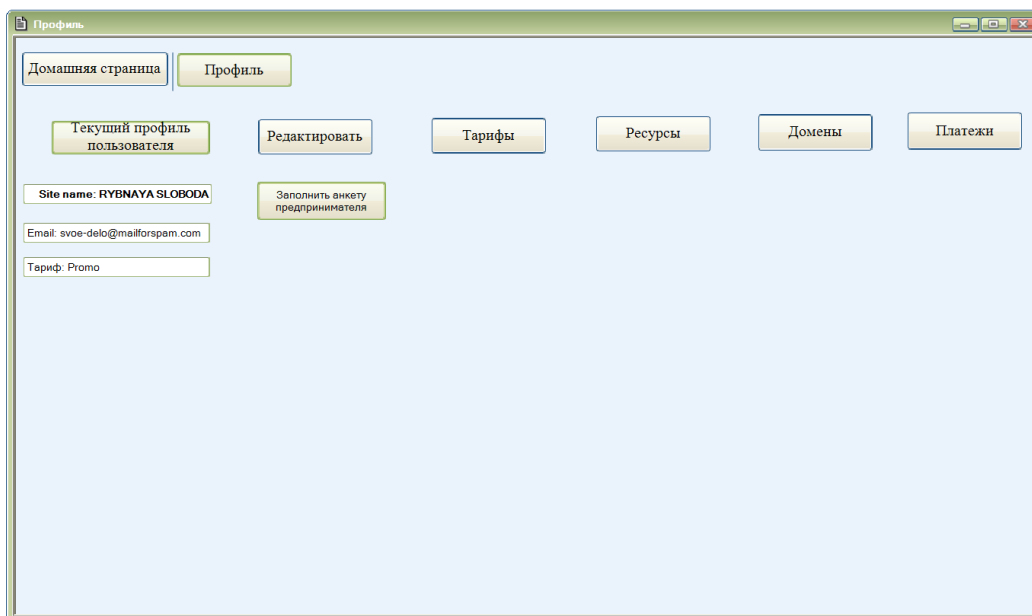 Профиль
Домашняя страница
Профиль
Текущий профиль
пользователя
Редактировать
Тарифы
Ресурсы
Домены
Платежи
Site name: RYBNAYA SLOBODA
Заполнить анкету
предпринимателя
Email: svoe-delo@mailforspam.com
Тариф: Promo